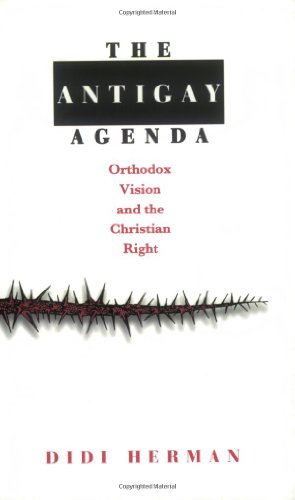 THE
ANTIGAY
AGENDA
Orthodox
Vision
and the
Christian
Right
DIDI HERMAN